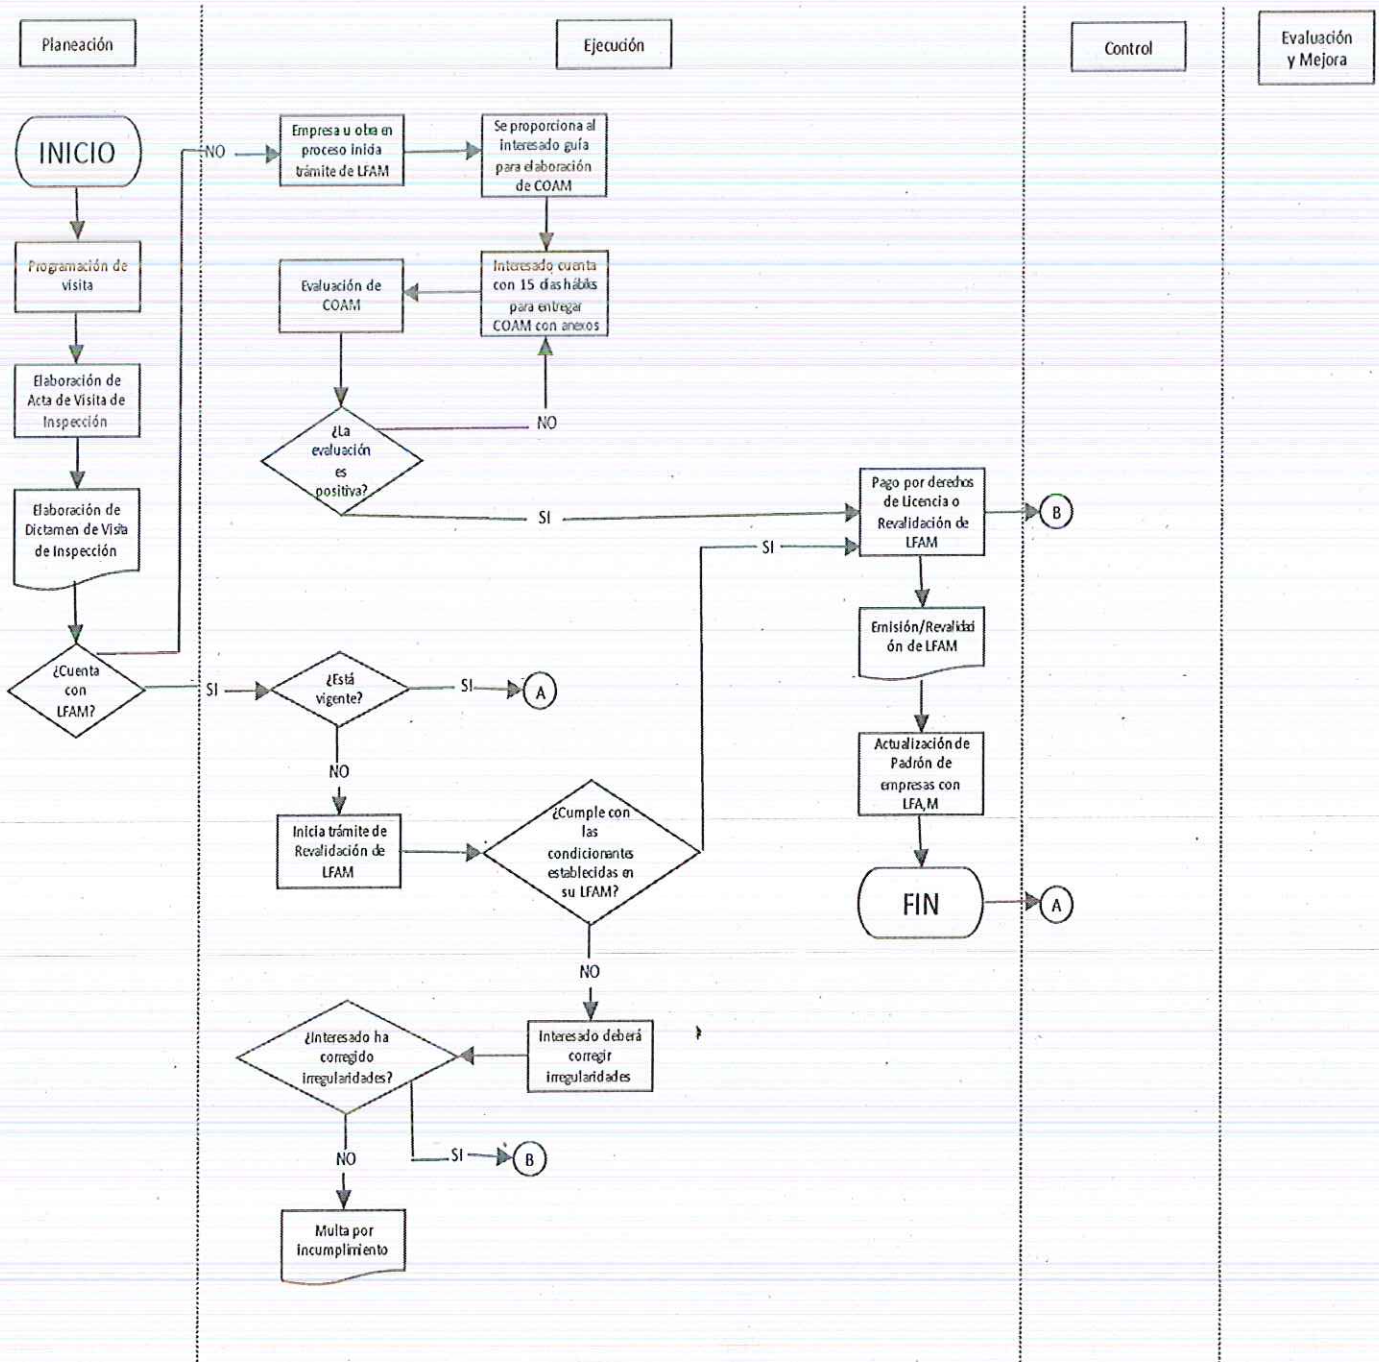 Planeación
Ejecución
Control
Evaluación
y Mejora
INICIO
Programación de
visita
Elaboración de
Acta de Visita de
Inspección
Elaboración de
Dictamen de Visita
de Inspección
¿Cuenta
con
LFAM?
NO
Empresa u obra en
proceso inicia
trámite de LFAM
Se proporciona al
interesado guía
para elaboración
de COAM
Interesado cuenta
con 15 días hábiles
para entregar
COAM con anexos
Evaluación de
COAM
¿La
evaluación
es
positiva?
NO
SI
SI
¿Está
vigente?
SI
A
NO
Inicia trámite de
Revalidación de
LFAM
¿Cumple con
las
condicionantes
establecidas en
su LFAM?
SI
NO
Interesado deberá
corregir
irregularidades
¿Interesado ha
corregido
irregularidades?
SI
B
NO
Multa por
incumplimiento
Pago por derechos
de Licencia o
Revalidación de
LFAM
B
Emisión/Revalidaci
ón de LFAM
Actualización de
Padrón de
empresas con
LFA,M
FIN
A